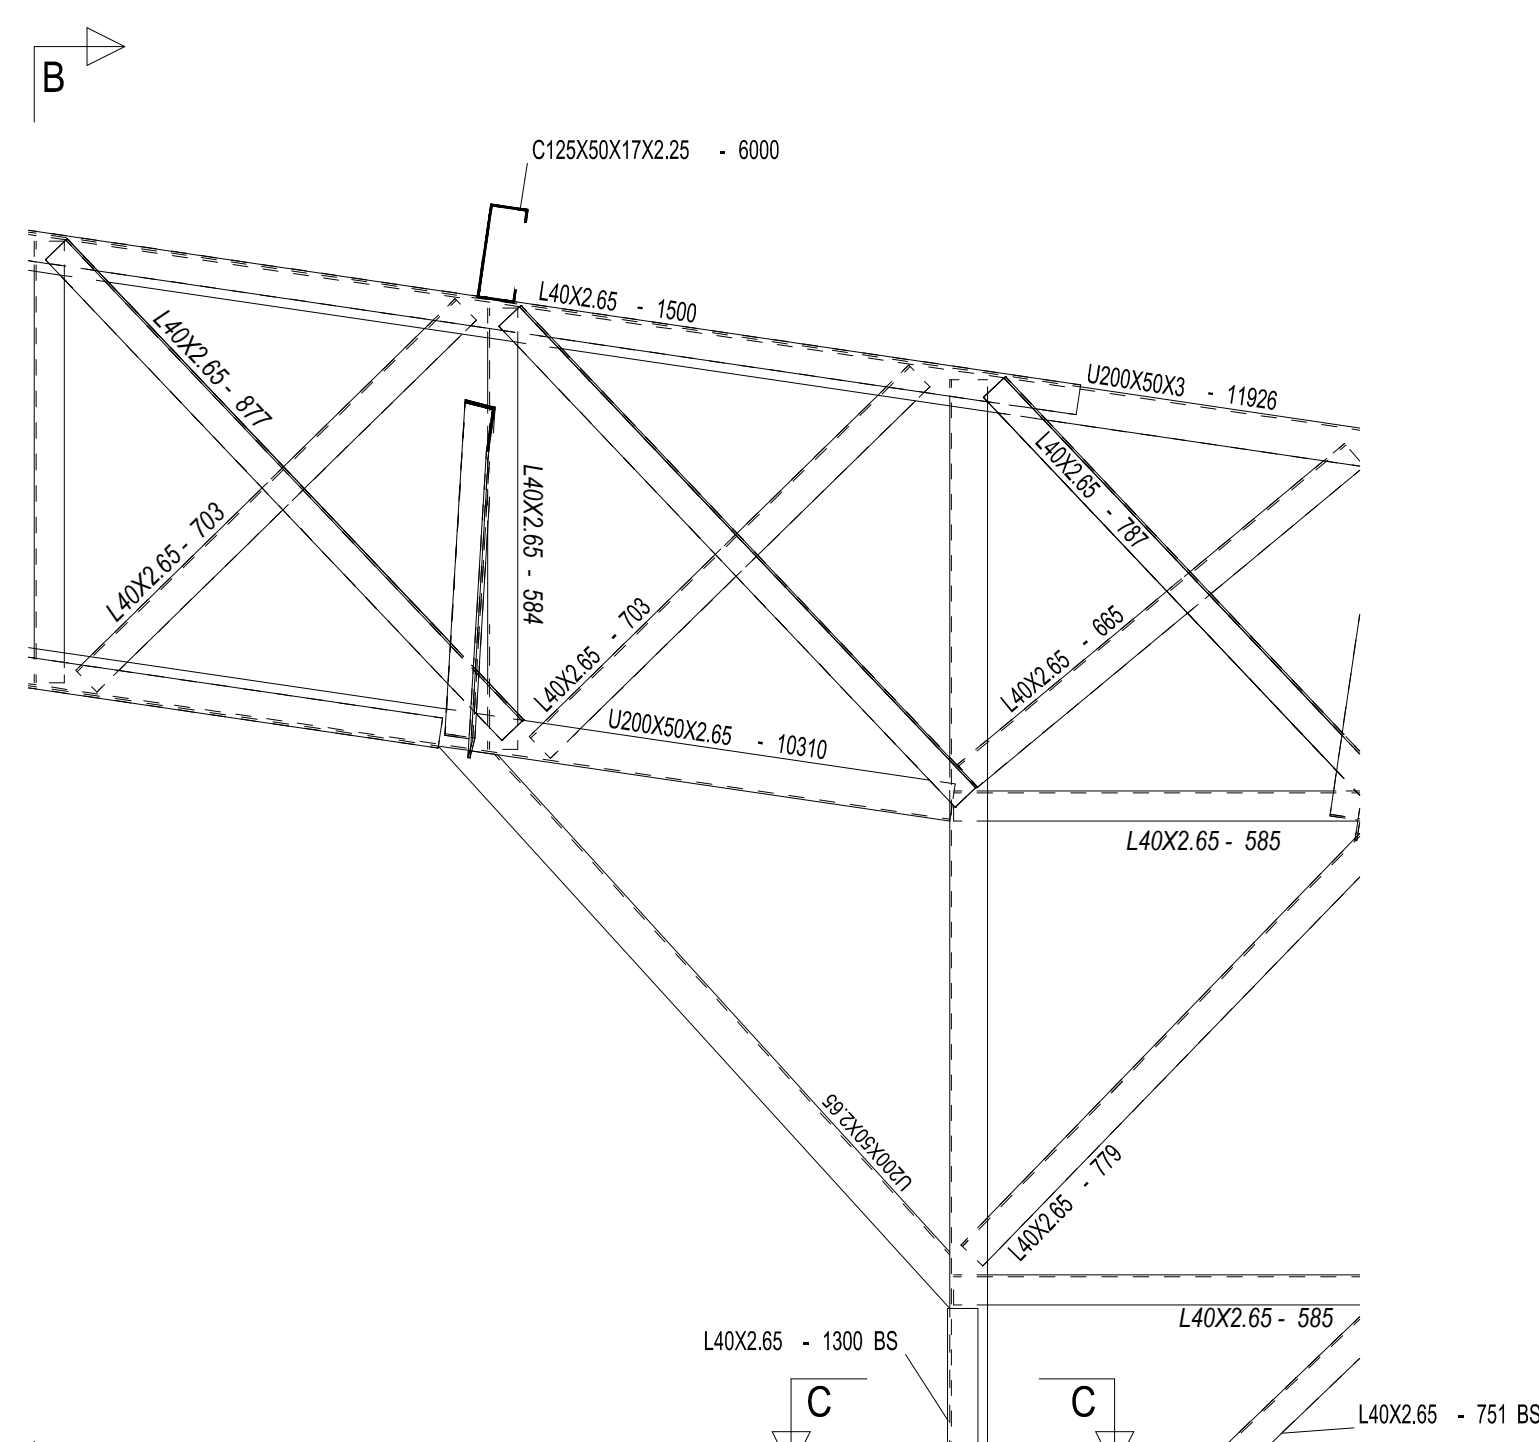 B
C125X50X17X2.25 - 6000
L40X2.65 - 1500
U200X50X3 - 11926
L40X2.65 - 877
L40X2.65 - 787
L40X2.65 - 703
L40X2.65 - 584
L40X2.65 - 703
L40X2.65 - 665
U200X50X2.65 - 10310
L40X2.65 - 585
U200X50X2.65
L40X2.65 - 779
L40X2.65 - 585
L40X2.65 - 1300 BS
C
C
L40X2.65 - 751 BS